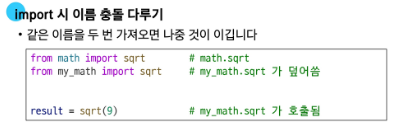 import 시 이름 충돌 다루기
• 같은 이름을 두 번 가져오면 나중 것이 이깁니다
from math import sqrt # math.sqrt
from my_math import sqrt # my_math.sqrt 가 덮어씀
result = sqrt(9) # my_math.sqrt 가 호출됨